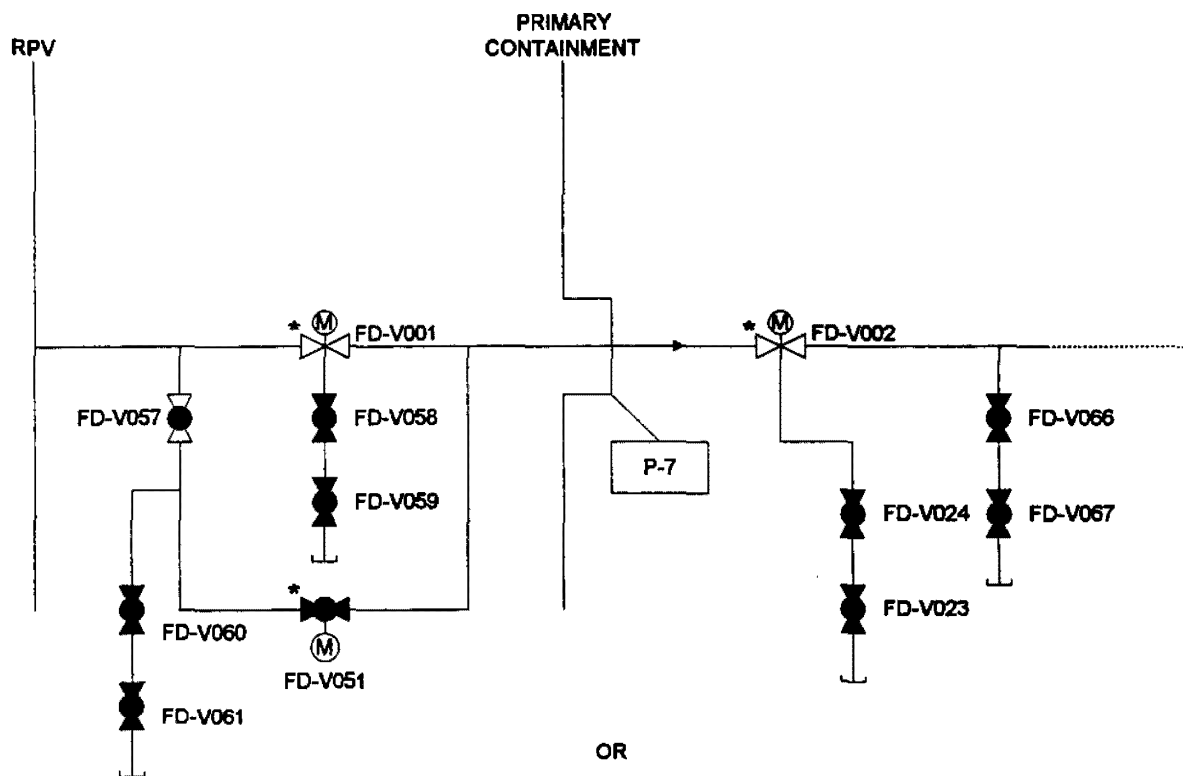 PRIMARY
CONTAINMENT
RPV
* M FD-V001
* M FD-V002
FD-V057
FD-V058
FD-V066
P-7
FD-V059
FD-V024
FD-V067
*
FD-V060
FD-V023
M
FD-V051
FD-V061
OR